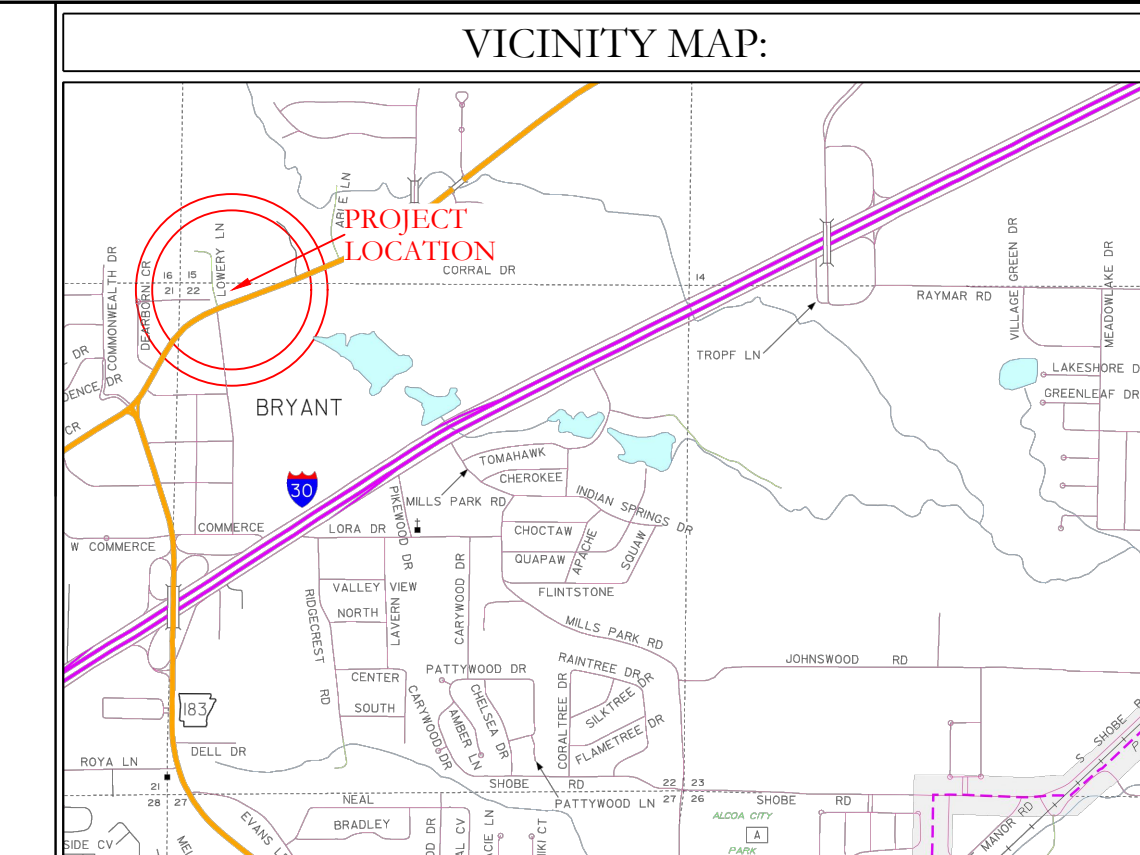 VICINITY MAP:
PROJECT
LOCATION
LN
LOWERY LN
COMMONWEALTH DR
DEARBORN CR
16 15
21 22
CORRAL DR
14
RAYMAR RD
VILLAGE GREEN DR
MEADOWLAKE DR
TROPF LN
DR
DENCE DR
CR
LAKESHORE D
GREENLEAF DR
BRYANT
30
TOMAHAWK
CHEROKEE
MILLS PARK RD
PIKEWOOD DR
INDIAN SPRINGS DR
COMMERCE
LORA DR
W COMMERCE
CHOCTAW
QUAPAW
APACHE
SQUAW
FLINTSTONE
VALLEY VIEW
NORTH
LAVERN
CARYWOOD DR
RIDGECREST RD
MILLS PARK RD
JOHNSWOOD RD
PATTYWOOD DR
RAINTREE DR
CENTER
SOUTH
CARYWOOD DR
AMBER LN
CHELSEA DR
CORALTREE DR
SILKTREE DR
FLAMETREE DR
183
DELL DR
ROYA LN
S SHOBE R
SHOBE RD
22 23
27 26
21
28 27
PATTYWOOD LN
SHOBE RD
NEAL
BRADLEY
EVANS L
ALCOA CITY
A
PARK
MANOR RD
SIDE CV